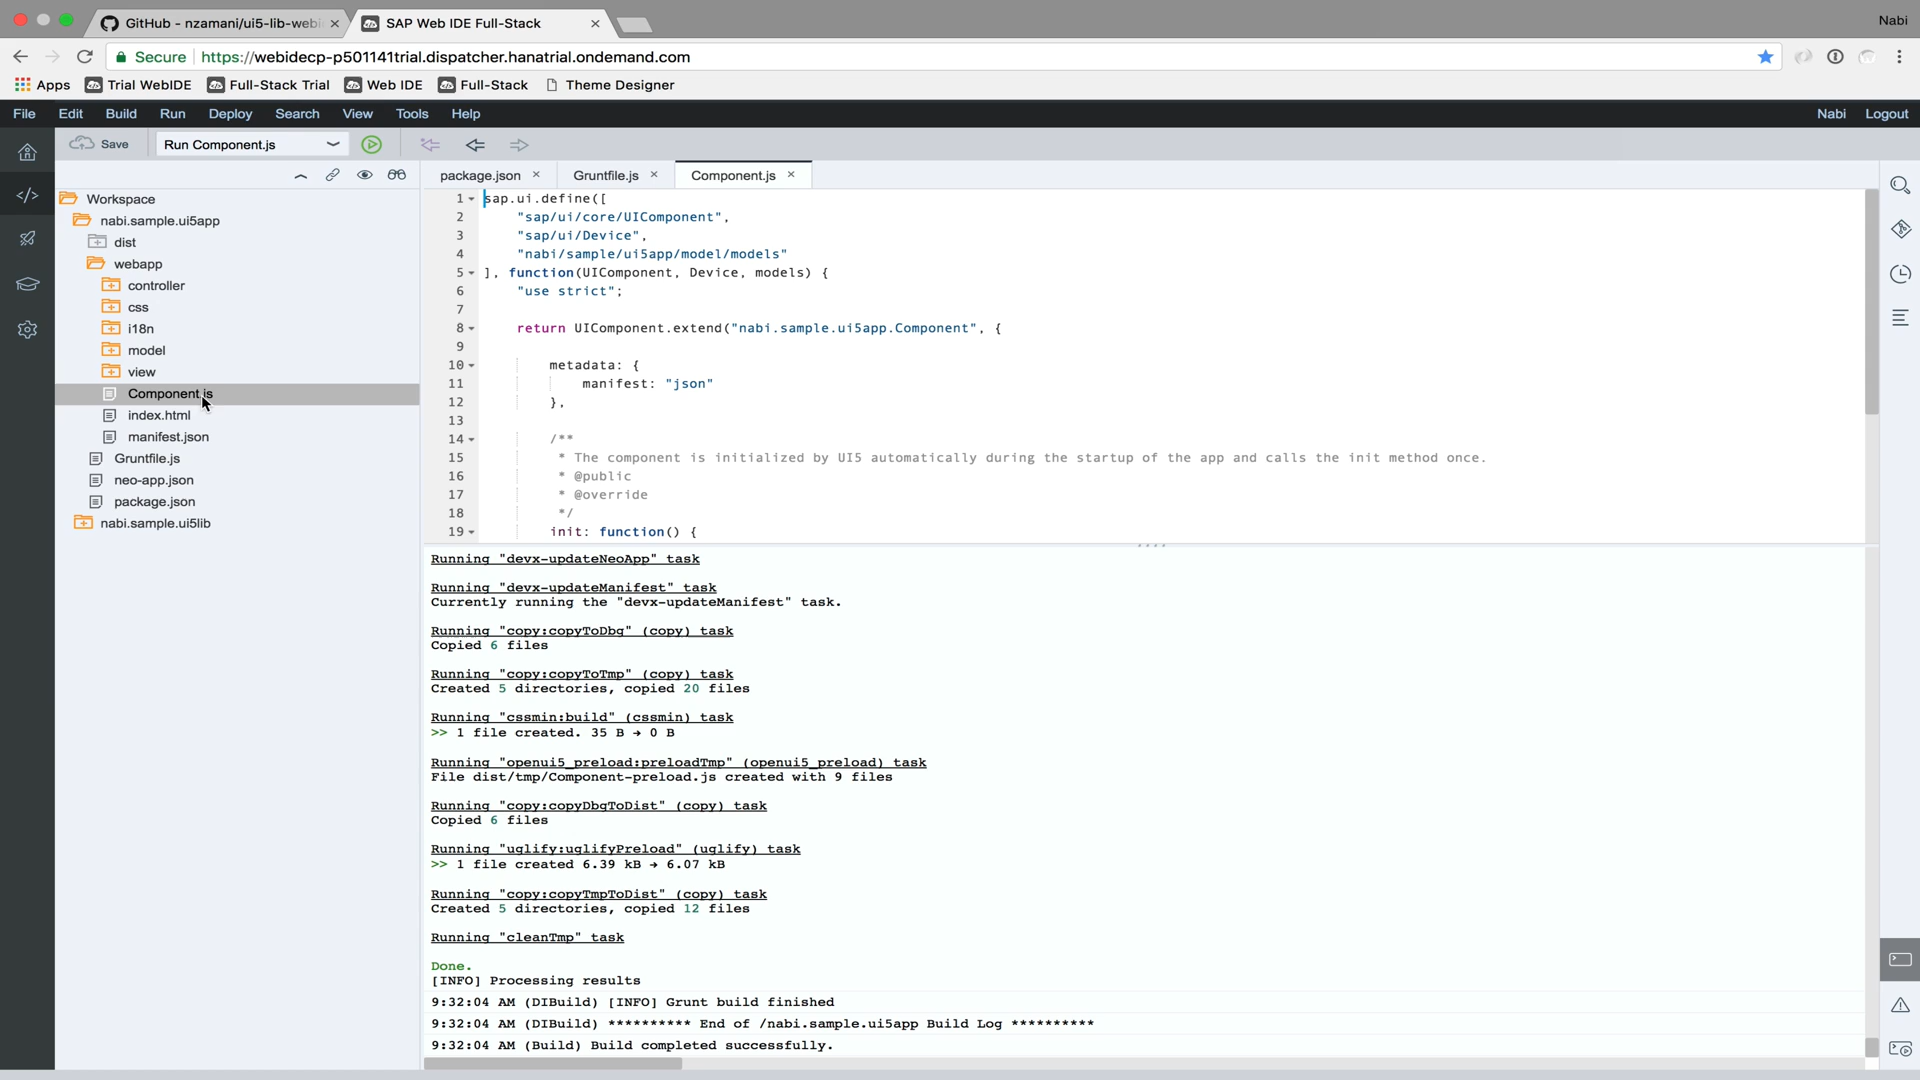 GitHub - nzamani/ui5-lib-webi
SAP Web IDE Full-Stack
Nabi
Secure
https://webidecp-p501141trial.dispatcher.hanatrial.ondemand.com
Apps
Trial WebIDE
Full-Stack Trial
Web IDE
Full-Stack
Theme Designer
File Edit Build Run Deploy Search View Tools Help
Nabi
Logout
Save
Run Component.js
Workspace
nabi.sample.ui5app
dist
webapp
controller
css
i18n
model
view
Component.js
index.html
manifest.json
Gruntfile.js
neo-app.json
package.json
nabi.sample.ui5lib
package.json
Gruntfile.js
Component.js
1 sap.ui.define([
2 "sap/ui/core/UIComponent",
3 "sap/ui/Device",
4 "nabi/sample/ui5app/model/models"
5 ], function(UIComponent, Device, models) {
6 "use strict";
7
8 return UIComponent.extend("nabi.sample.ui5app.Component", {
9
10 metadata: {
11 manifest: "json"
12 },
13
14 /**
15 * The component is initialized by UI5 automatically during the startup of the app and calls the init method once.
16 * @public
17 * @override
18 */
19 init: function() {
Running "devx-updateNeoApp" task
Running "devx-updateManifest" task
Currently running the "devx-updateManifest" task.
Running "copy:copyToDbg" (copy) task
Copied 6 files
Running "copy:copyToTmp" (copy) task
Created 5 directories, copied 20 files
Running "cssmin:build" (cssmin) task
>> 1 file created. 35 B → 0 B
Running "openui5_preload:preloadTmp" (openui5_preload) task
File dist/tmp/Component-preload.js created with 9 files
Running "copy:copyDbgToDist" (copy) task
Copied 6 files
Running "uglify:uglifyPreload" (uglify) task
>> 1 file created 6.39 kB → 6.07 kB
Running "copy:copyTmpToDist" (copy) task
Created 5 directories, copied 12 files
Running "cleanTmp" task
Done.
[INFO] Processing results
9:32:04 AM (DIBuild) [INFO] Grunt build finished
9:32:04 AM (DIBuild) ********** End of /nabi.sample.ui5app Build Log **********
9:32:04 AM (Build) Build completed successfully.